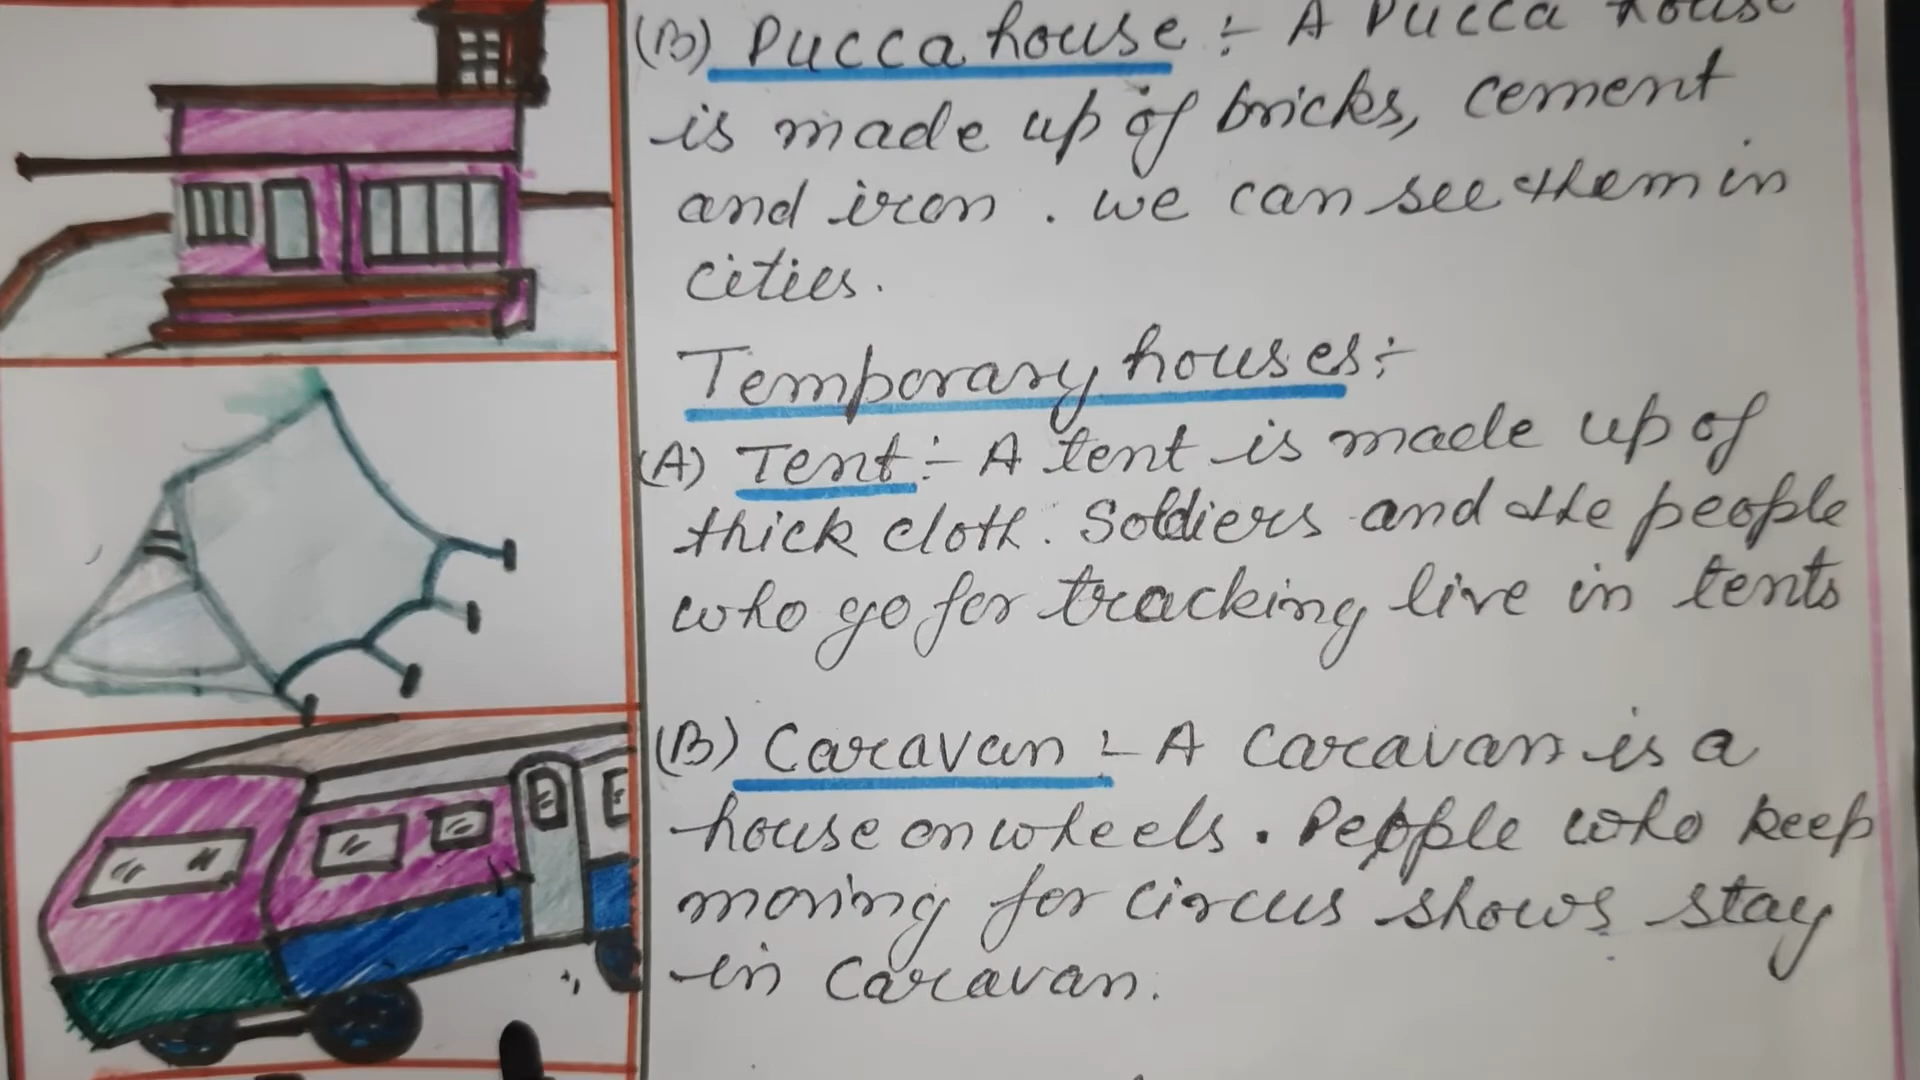 (B) Pucca house :- A Pucca house
is made up of bricks, cement
and iron. we can see them in
cities.
Temporary houses :-
(A) Tent :- A tent is made up of
thick cloth. Soldiers and the people
who go for tracking live in tents
(B) Caravan :- A Caravan is a
house on wheels. People who keep
moving for circus shows stay
in Caravan.